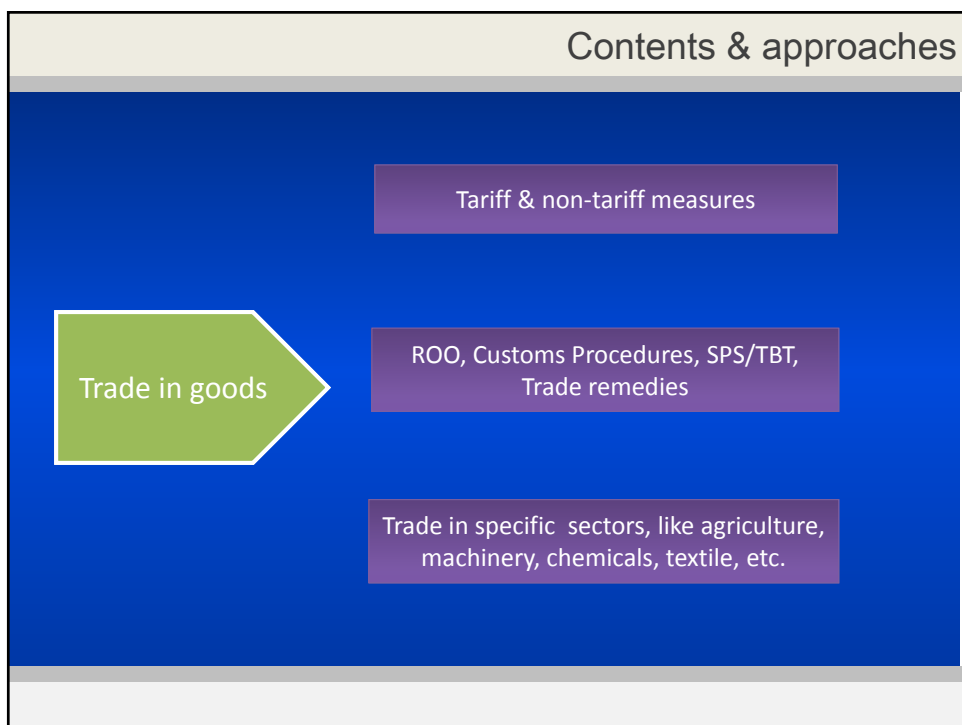 Contents & approaches
Tariff & non-tariff measures
Trade in goods
ROO, Customs Procedures, SPS/TBT,
Trade remedies
Trade in specific  sectors, like agriculture,
machinery, chemicals, textile, etc.